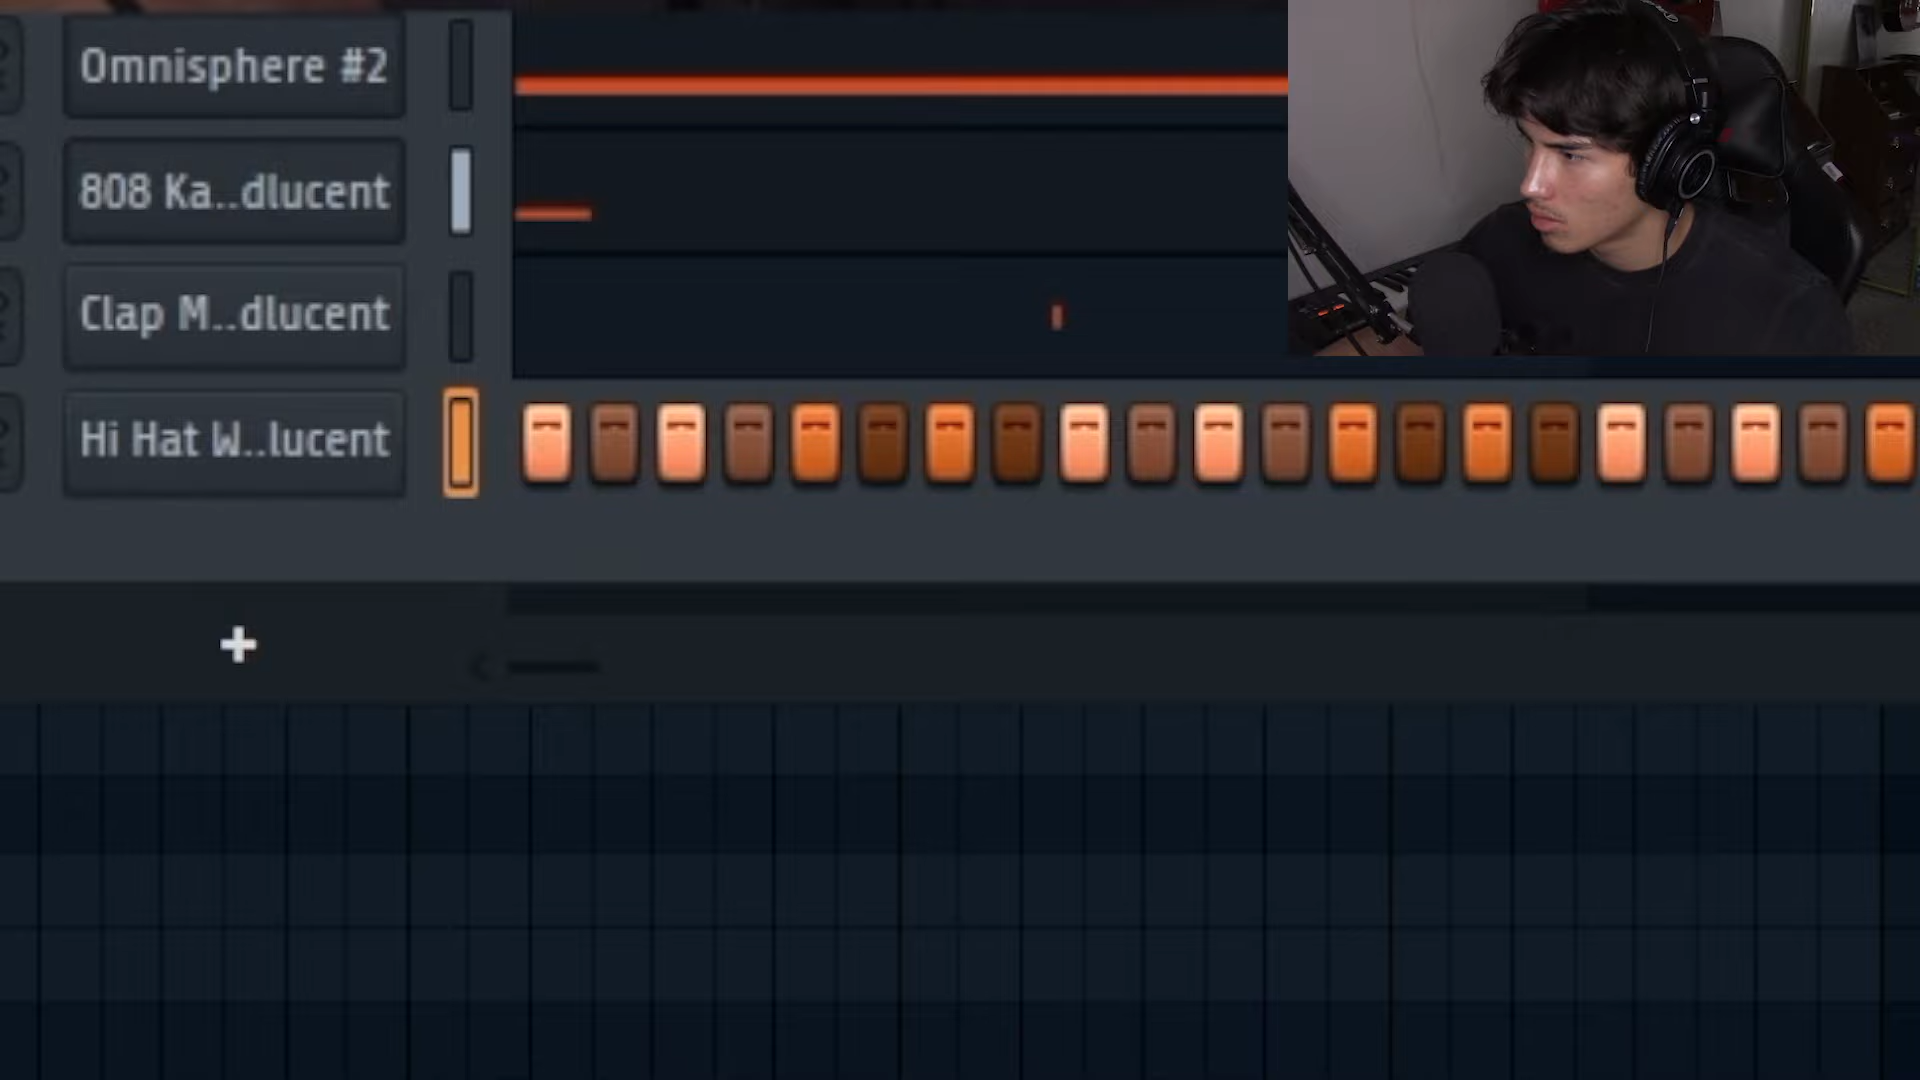 Omnisphere #2
808 Ka..dlucent
Clap M..dlucent
Hi Hat W..lucent